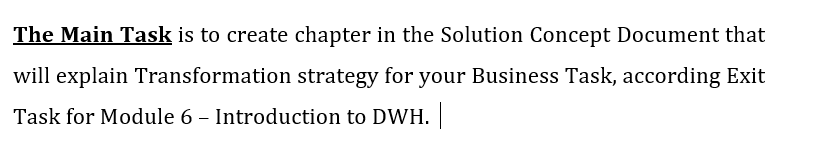 The Main Task is to create chapter in the Solution Concept Document that
will explain Transformation strategy for your Business Task, according Exit
Task for Module 6 – Introduction to DWH.